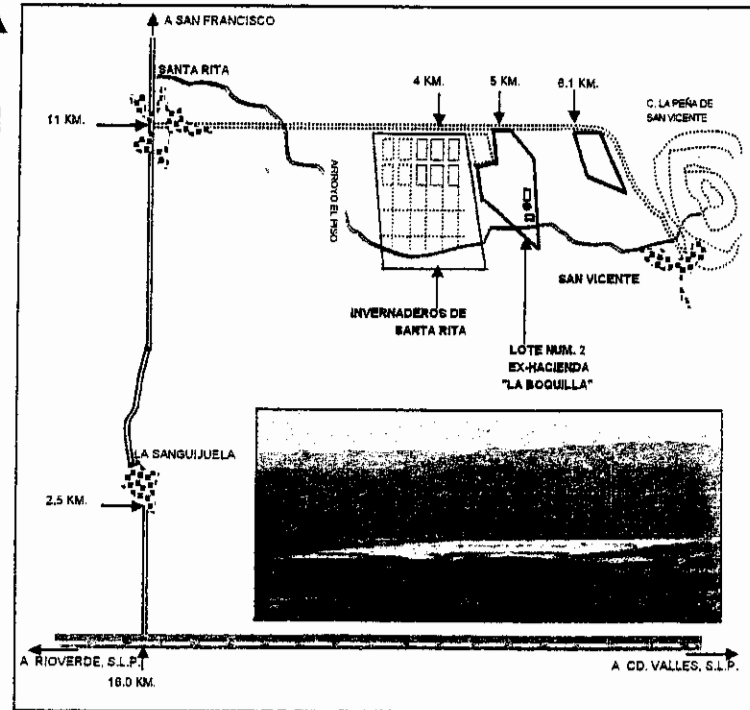 A SAN FRANCISCO
SANTA RITA
4 KM.
5 KM.
6.1 KM.
C. LA PEÑA DE
SAN VICENTE
11 KM.
ARROYO EL PISO
SAN VICENTE
INVERNADEROS DE
SANTA RITA
LOTE NUM. 2
EX-HACIENDA
"LA BOQUILLA"
LA SANGUIJUELA
2.5 KM.
A RIOVERDE, S.L.P.
A CD. VALLES, S.L.P.
16.0 KM.